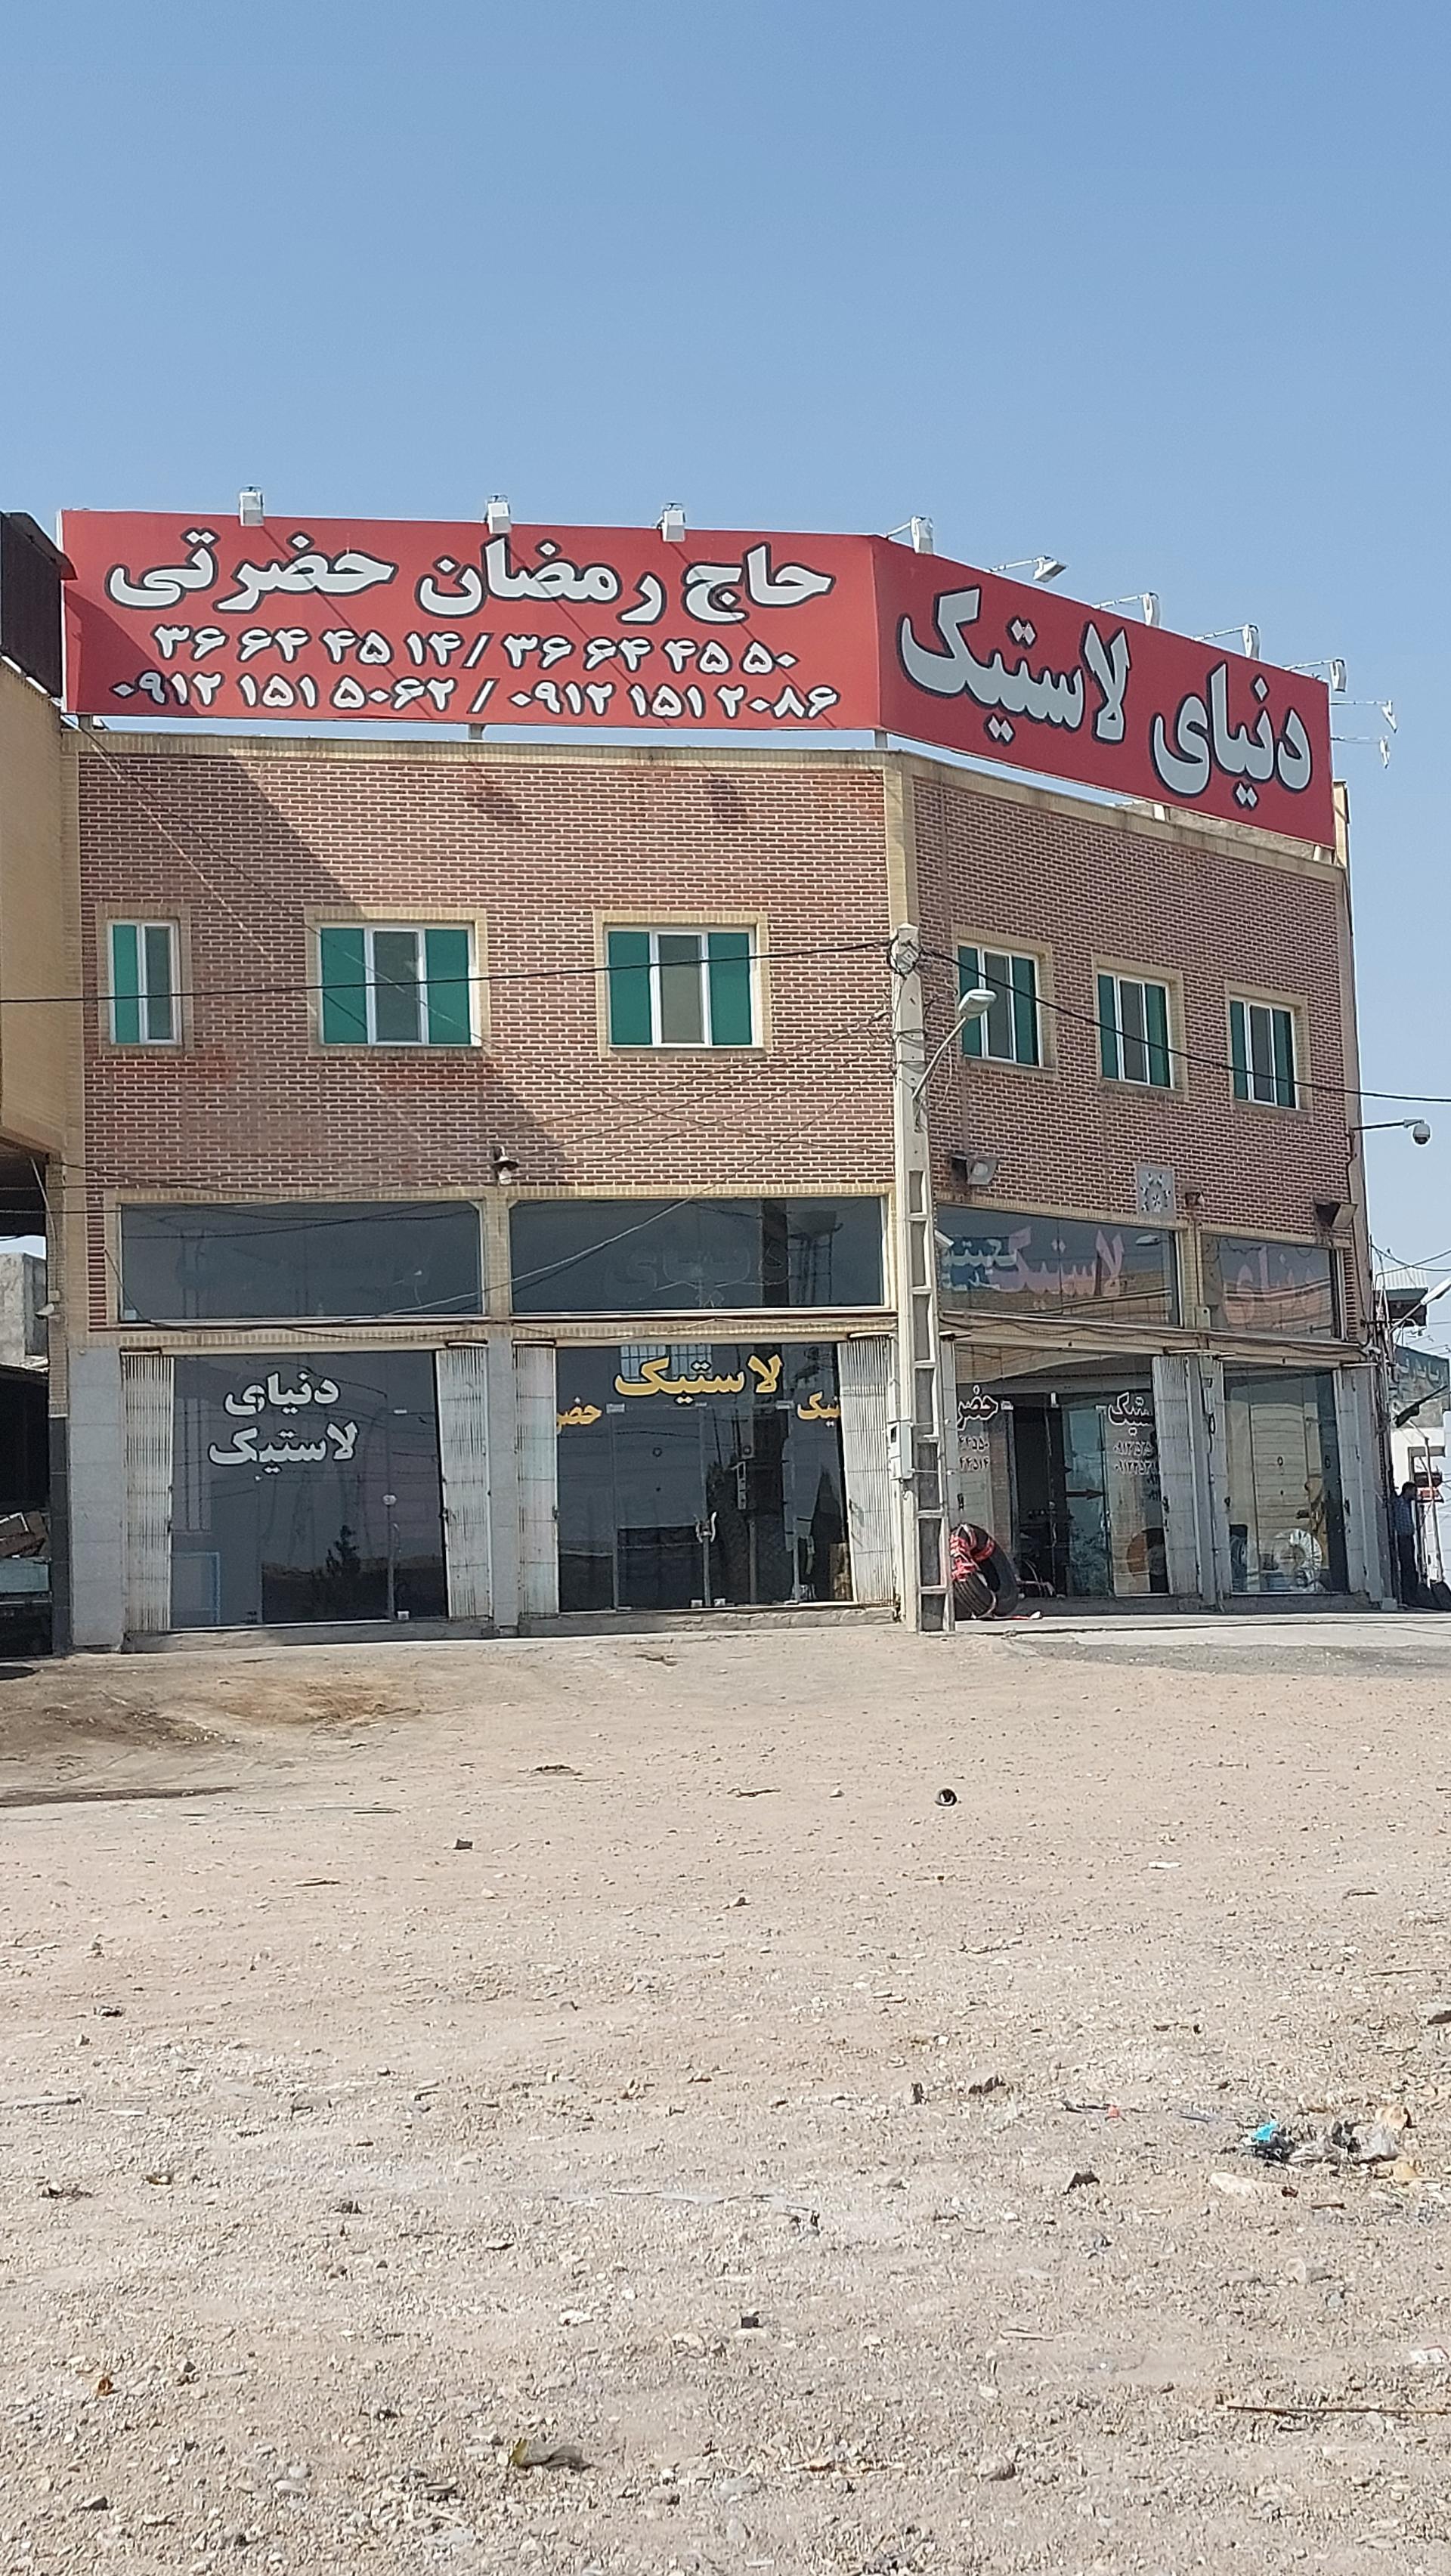 دنیای لاستیک
حاج رمضان حضرتی
۳۶ ۶۴ ۴۵ ۱۴ / ۳۶ ۶۴ ۴۵ ۵۰
۰۹۱۲ ۱۵۱ ۵۰۶۲ / ۰۹۱۲ ۱۵۱ ۲۰۸۶
لاستیک
دنیای
لاستیک
لاستیک